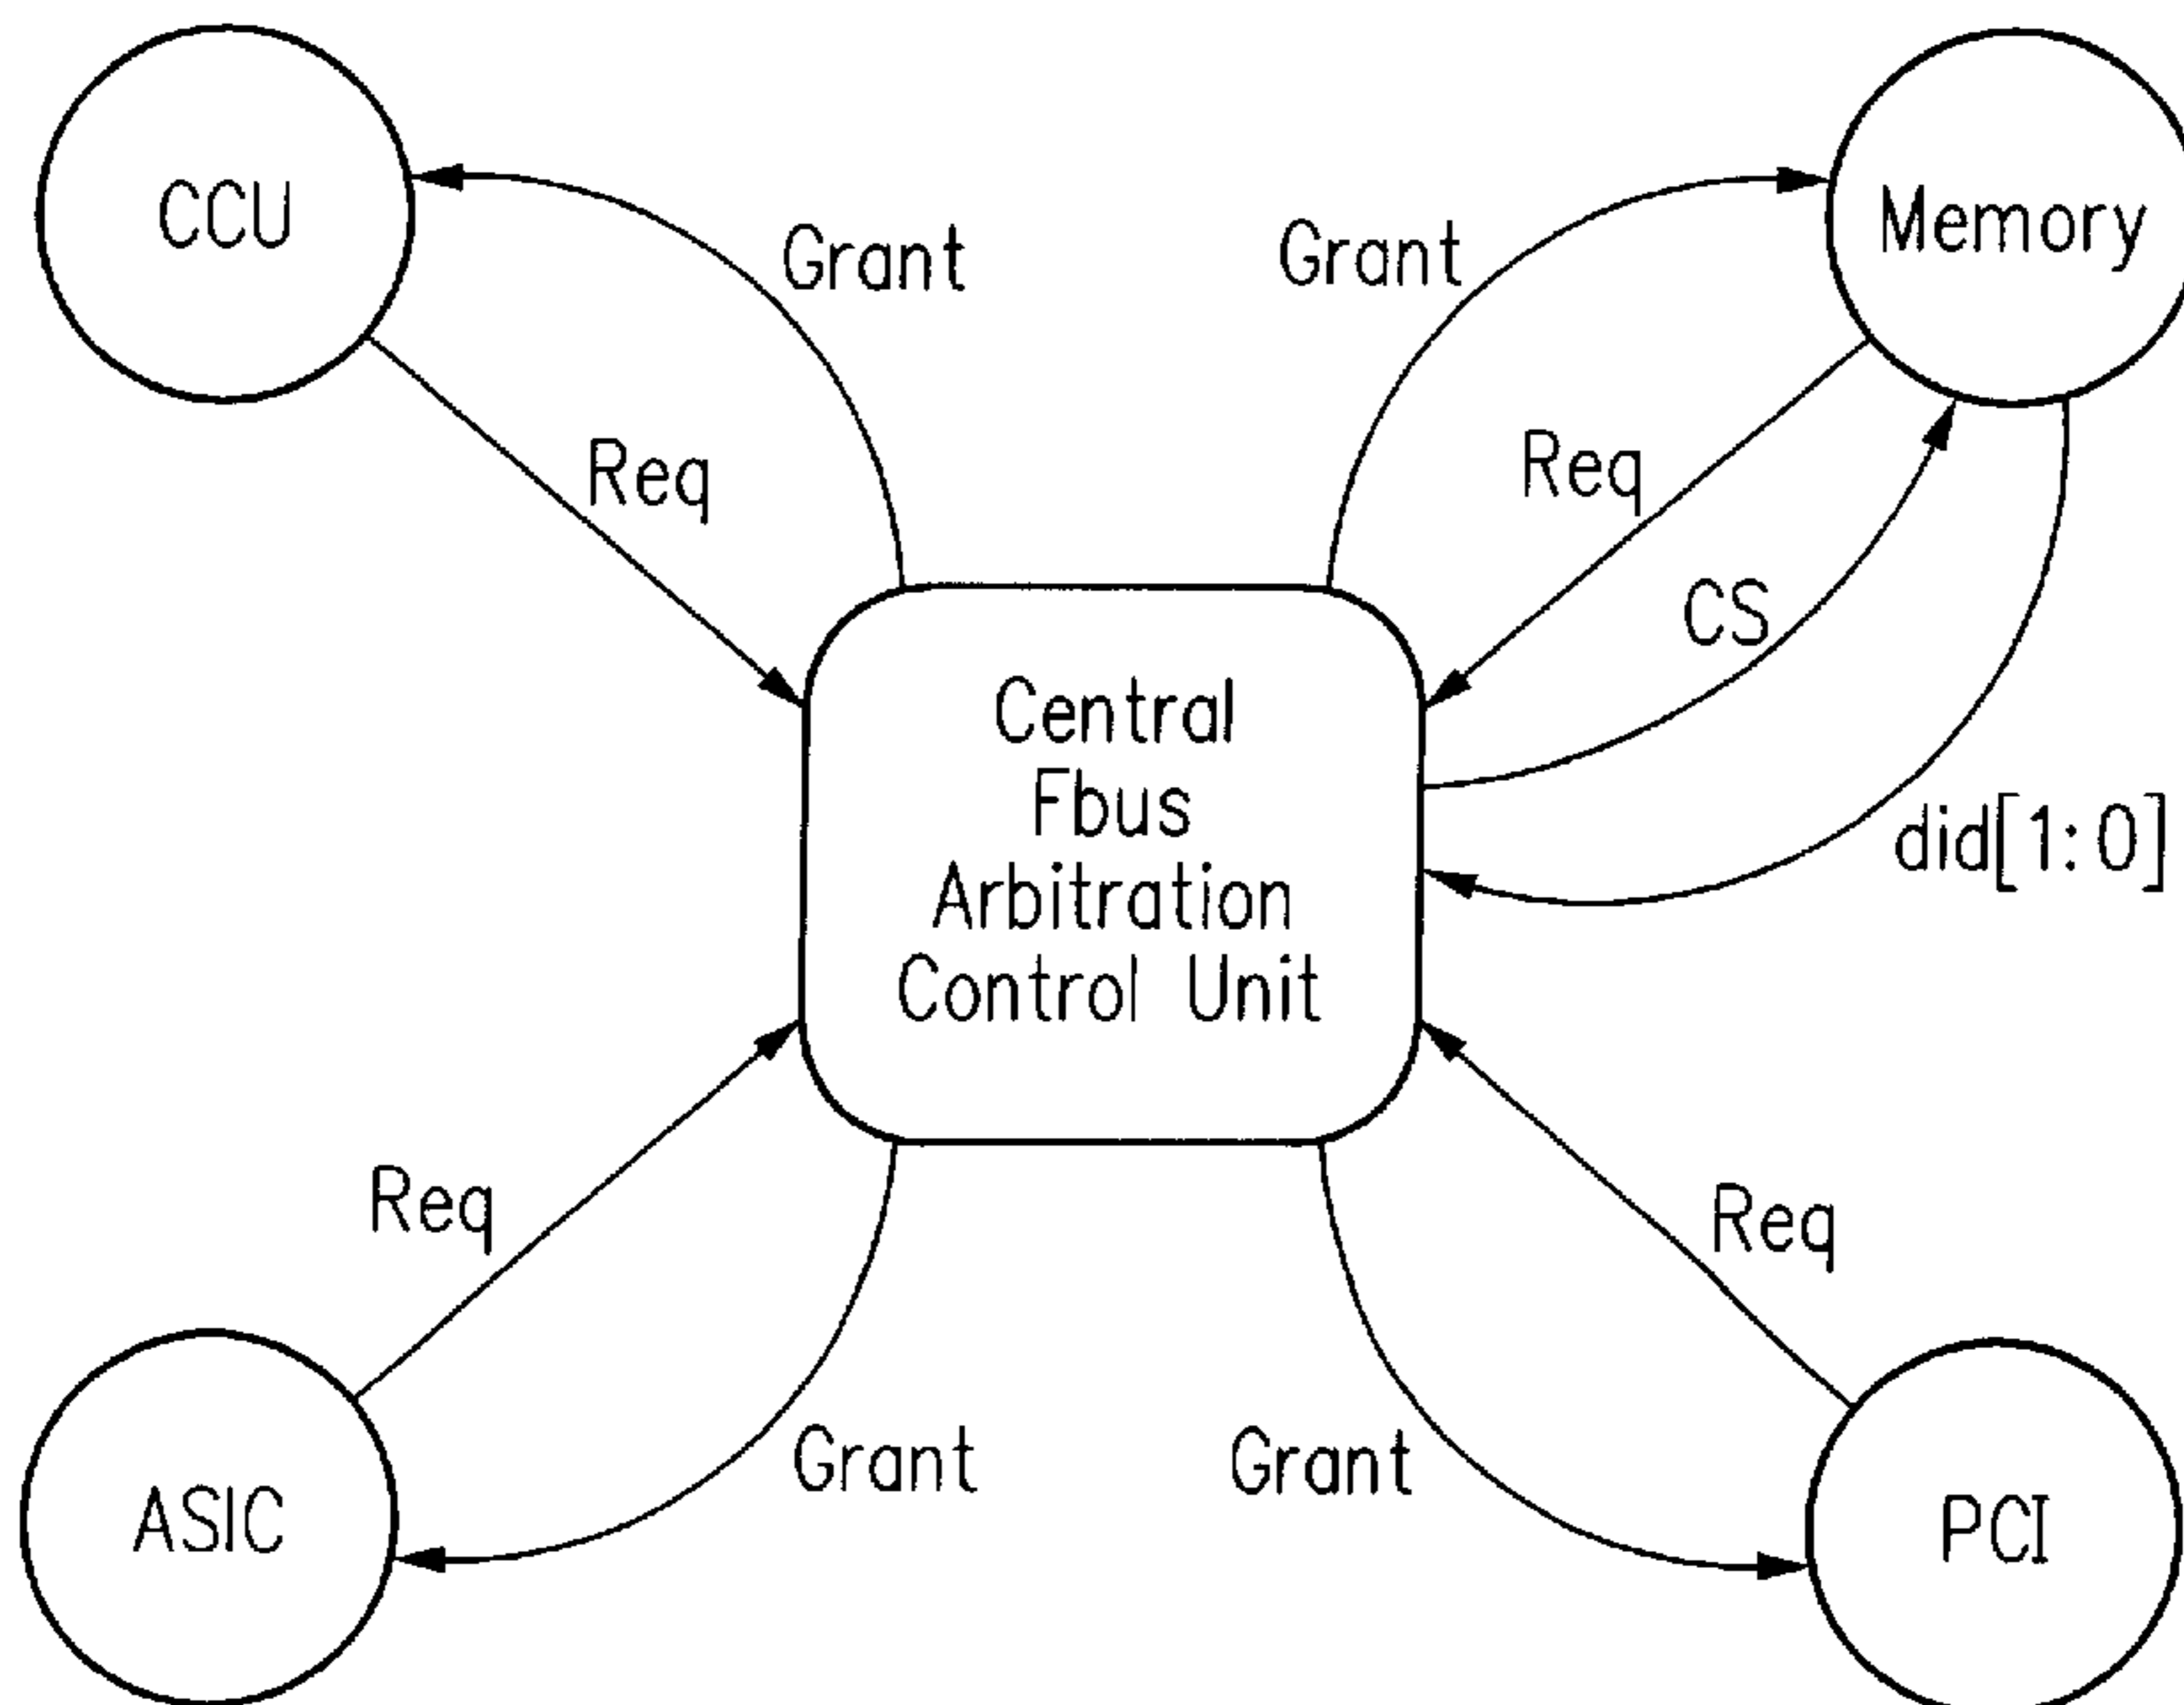 CCU
Memory
Grant
Grant
Req
Req
CS
Central
Fbus
Arbitration
Control Unit
did[1:0]
Req
Req
Grant
Grant
ASIC
PCI